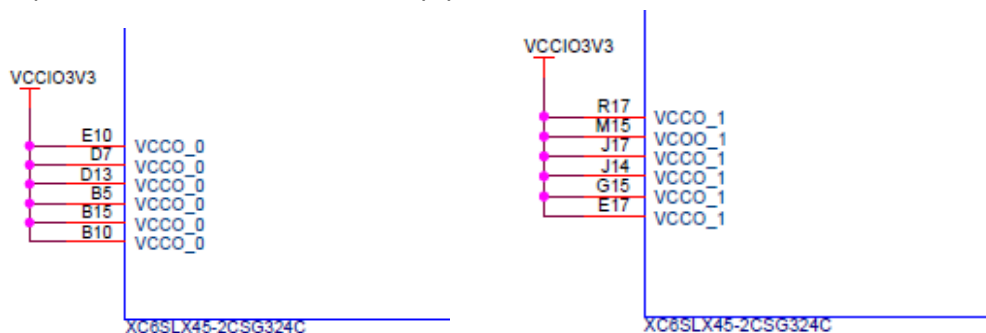 VCCIO3V3
E10 VCCO_0
D7 VCCO_0
D13 VCCO_0
B5 VCCO_0
B15 VCCO_0
B10 VCCO_0
XC6SLX45-2CSG324C
VCCIO3V3
R17 VCCO_1
M15 VCOO_1
J17 VCCO_1
J14 VCCO_1
G15 VCCO_1
E17 VCCO_1
XC6SLX45-2CSG324C